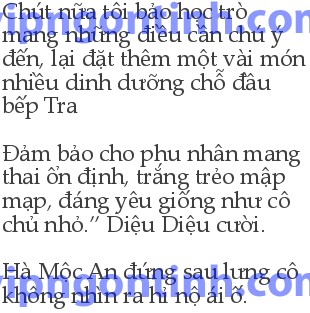 Chút nữa tôi bảo học trò
mang những điều cần chú ý
đến, lại đặt thêm một vài món
nhiều dinh dưỡng chỗ đầu
bếp Tra
Đảm bảo cho phu nhân mang
thai ổn định, trắng trẻo mập
mạp, đáng yêu giống như cô
chủ nhỏ.” Diệu Diệu cười.
Hà Mộc An đứng sau lưng cô
không nhìn ra hỉ nộ ái ố.